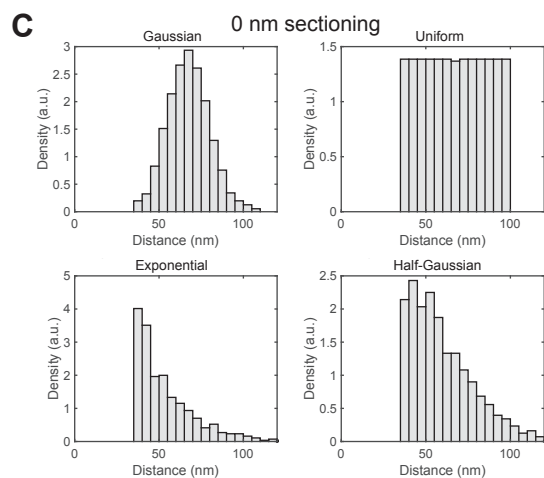 C
0 nm sectioning
Gaussian
Uniform
3
2.5
2
1.5
1
0.5
0
Density (a.u.)
0
50
100
Distance (nm)
1.5
1
0.5
0
Density (a.u.)
0
50
100
Distance (nm)
Exponential
Half-Gaussian
5
4
3
2
1
0
Density (a.u.)
0
50
100
Distance (nm)
2.5
2
1.5
1
0.5
0
Density (a.u.)
0
50
100
Distance (nm)